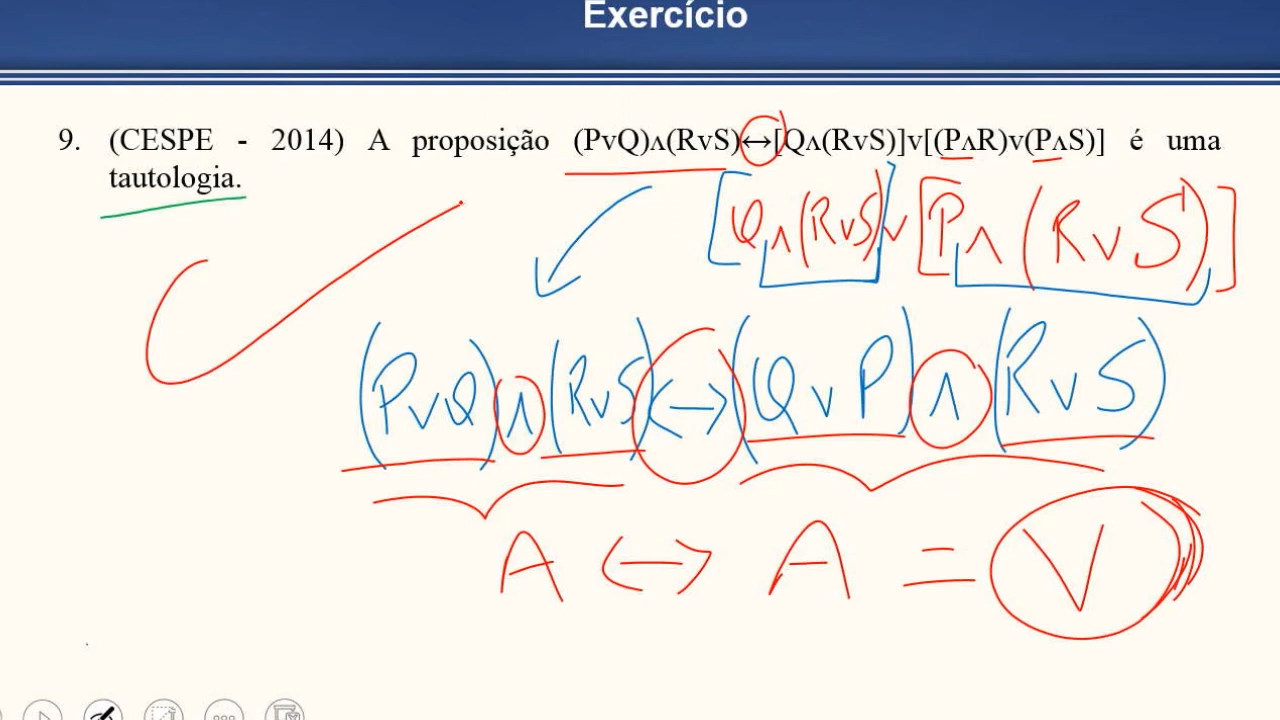 Exercício
9. (CESPE - 2014) A proposição (PvQ)∧(RvS)↔[Q∧(RvS)]v[(P∧R)v(P∧S)] é uma
tautologia.
[Q∧(RvS)]v[P∧(RvS)]
(PvQ)∧(RvS)↔(QvP)∧(RvS)
A ↔ A = V